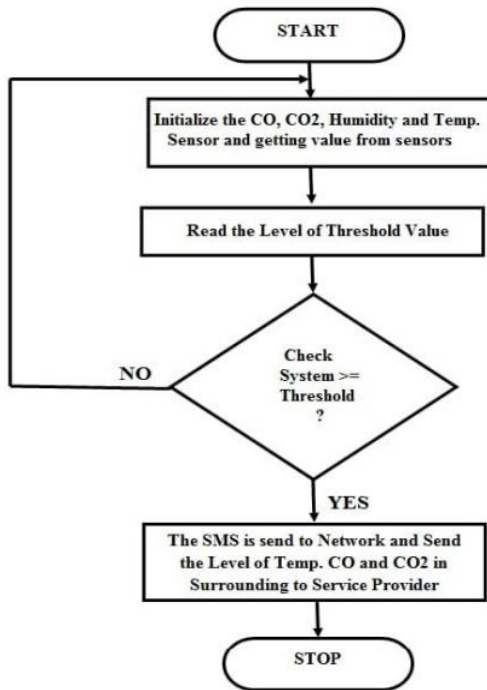 START
Initialize the CO, CO2, Humidity and Temp.
Sensor and getting value from sensors
Read the Level of Threshold Value
Check
System >=
Threshold
?
NO
YES
The SMS is send to Network and Send
the Level of Temp. CO and CO2 in
Surrounding to Service Provider
STOP